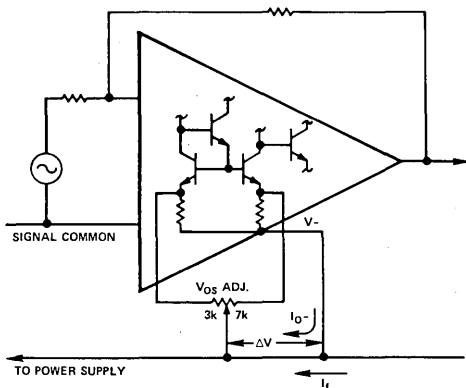 SIGNAL COMMON
V–
VOS ADJ.
3k 7k
IO–
ΔV
TO POWER SUPPLY
If